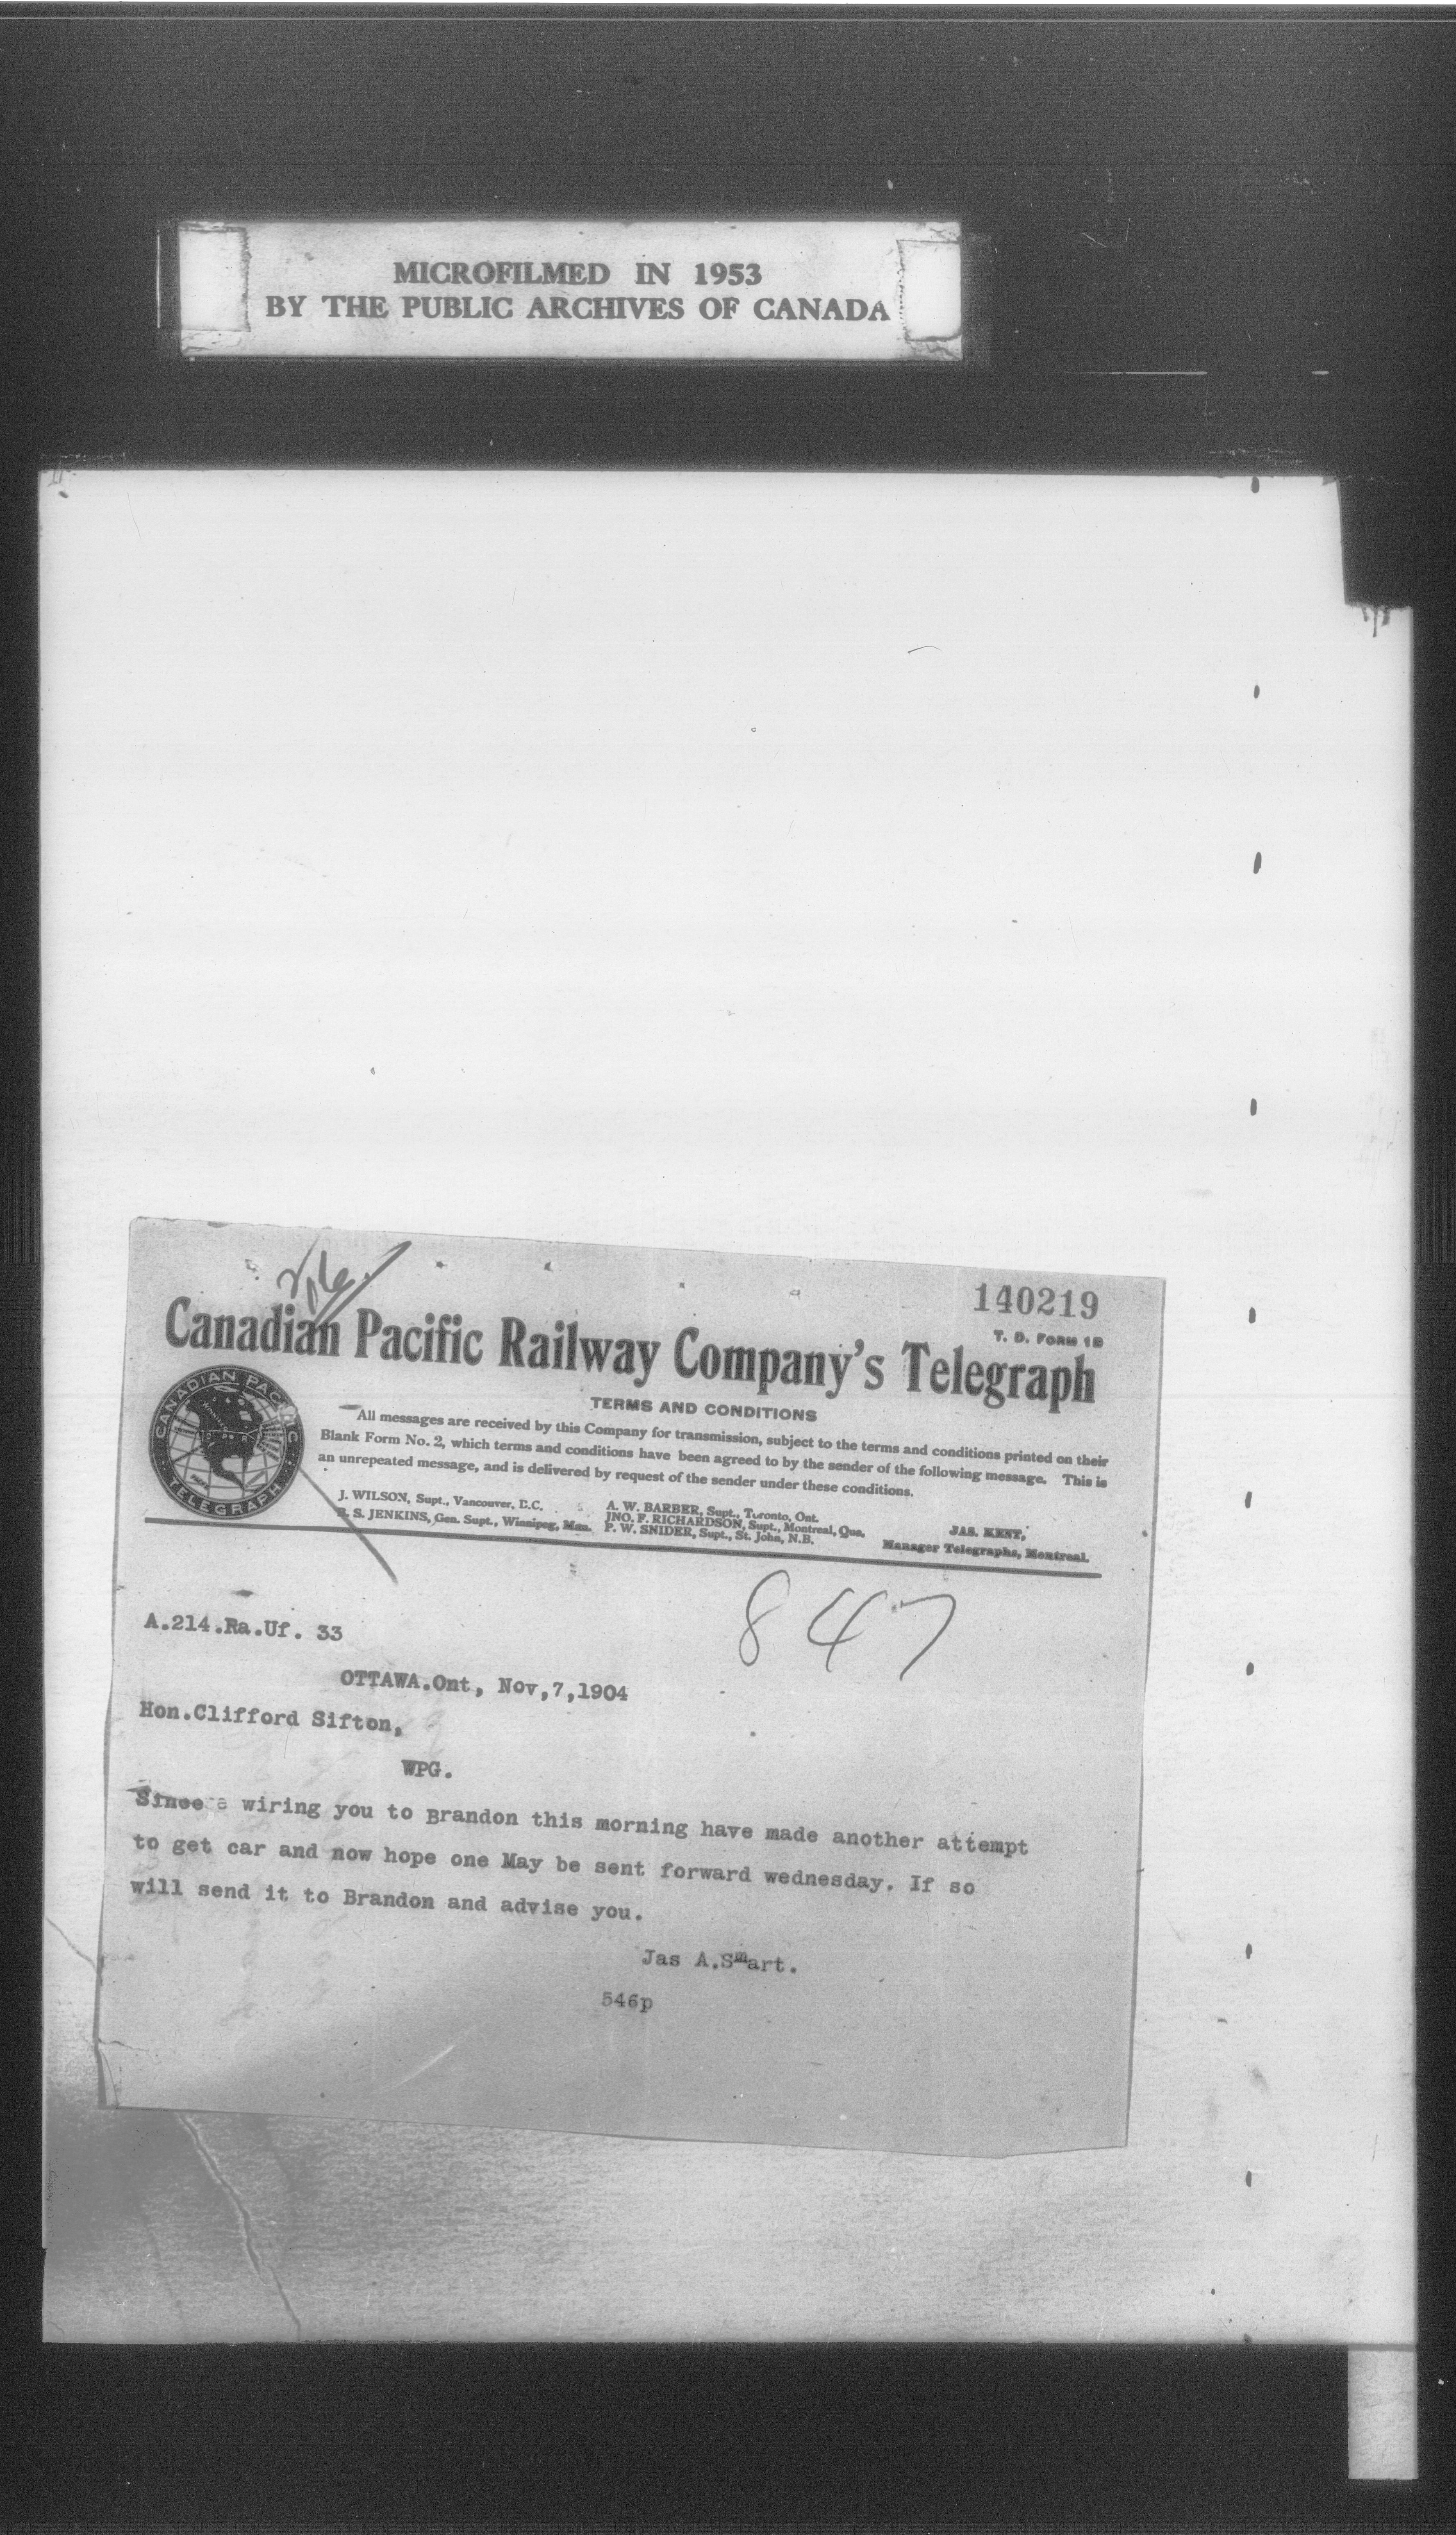 MICROFILMED IN 1953
BY THE PUBLIC ARCHIVES OF CANADA
140219
T. D. FORM 1B
Canadian Pacific Railway Company's Telegraph
CANADIAN PACIFIC
TELEGRAPH
TERMS AND CONDITIONS
All messages are received by this Company for transmission, subject to the terms and conditions printed on their
Blank Form No. 2, which terms and conditions have been agreed to by the sender of the following message. This is
an unrepeated message, and is delivered by request of the sender under these conditions.
J. WILSON, Supt., Vancouver, B.C.
B. S. JENKINS, Gen. Supt., Winnipeg, Man.
A. W. BARBER, Supt., Toronto, Ont.
JNO. F. RICHARDSON, Supt., Montreal, Que.
P. W. SNIDER, Supt., St. John, N.B.
JAS. KENT,
Manager Telegraphs, Montreal.
847
A.214.Ra.Uf. 33
OTTAWA.Ont, Nov,7,1904
Hon.Clifford Sifton,
WPG.
Since wiring you to Brandon this morning have made another attempt
to get car and now hope one May be sent forward wednesday. If so
will send it to Brandon and advise you.
Jas A.Smart.
546p